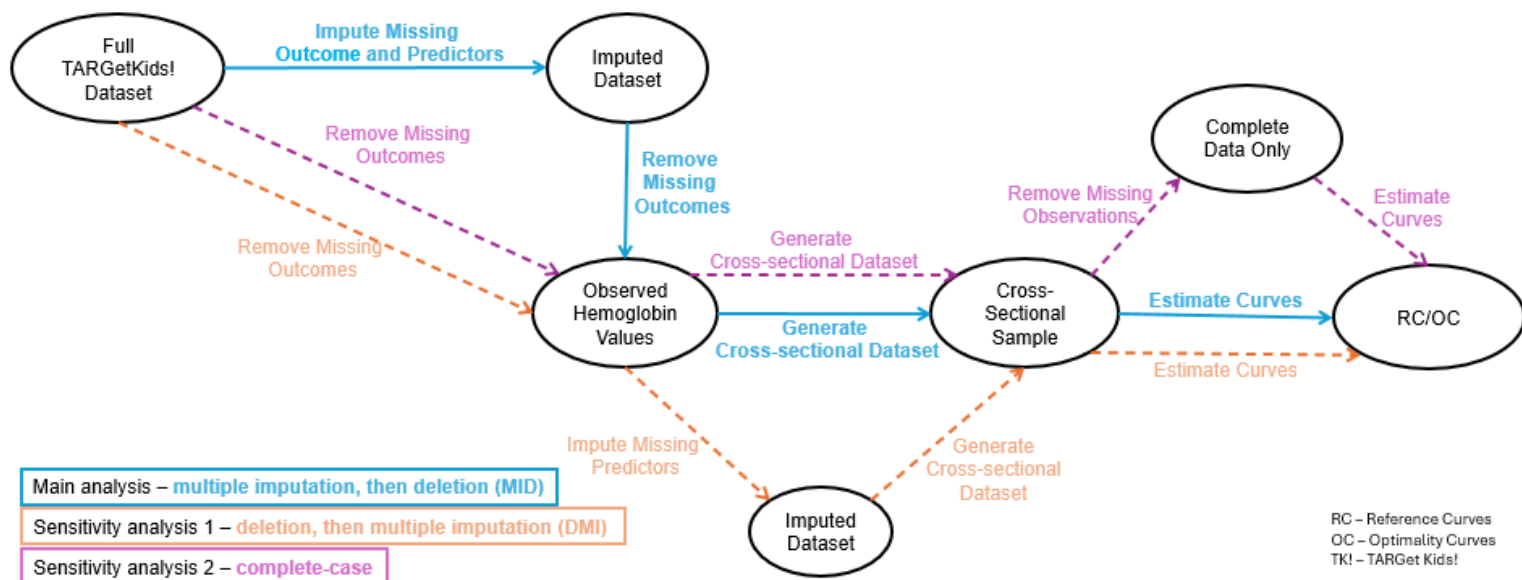 Full
TARGetKids!
Dataset
Impute Missing
Outcome and Predictors
Imputed
Dataset
Remove Missing
Outcomes
Remove Missing
Outcomes
Remove
Missing
Outcomes
Complete
Data Only
Remove Missing
Observations
Estimate
Curves
Generate
Cross-sectional Dataset
Observed
Hemoglobin
Values
Generate
Cross-sectional Dataset
Cross-
Sectional
Sample
Estimate Curves
Estimate Curves
RC/OC
Impute Missing
Predictors
Generate
Cross-sectional
Dataset
Imputed
Dataset
Main analysis – multiple imputation, then deletion (MID)
Sensitivity analysis 1 – deletion, then multiple imputation (DMI)
Sensitivity analysis 2 – complete-case
RC – Reference Curves
OC – Optimality Curves
TK! – TARGet Kids!